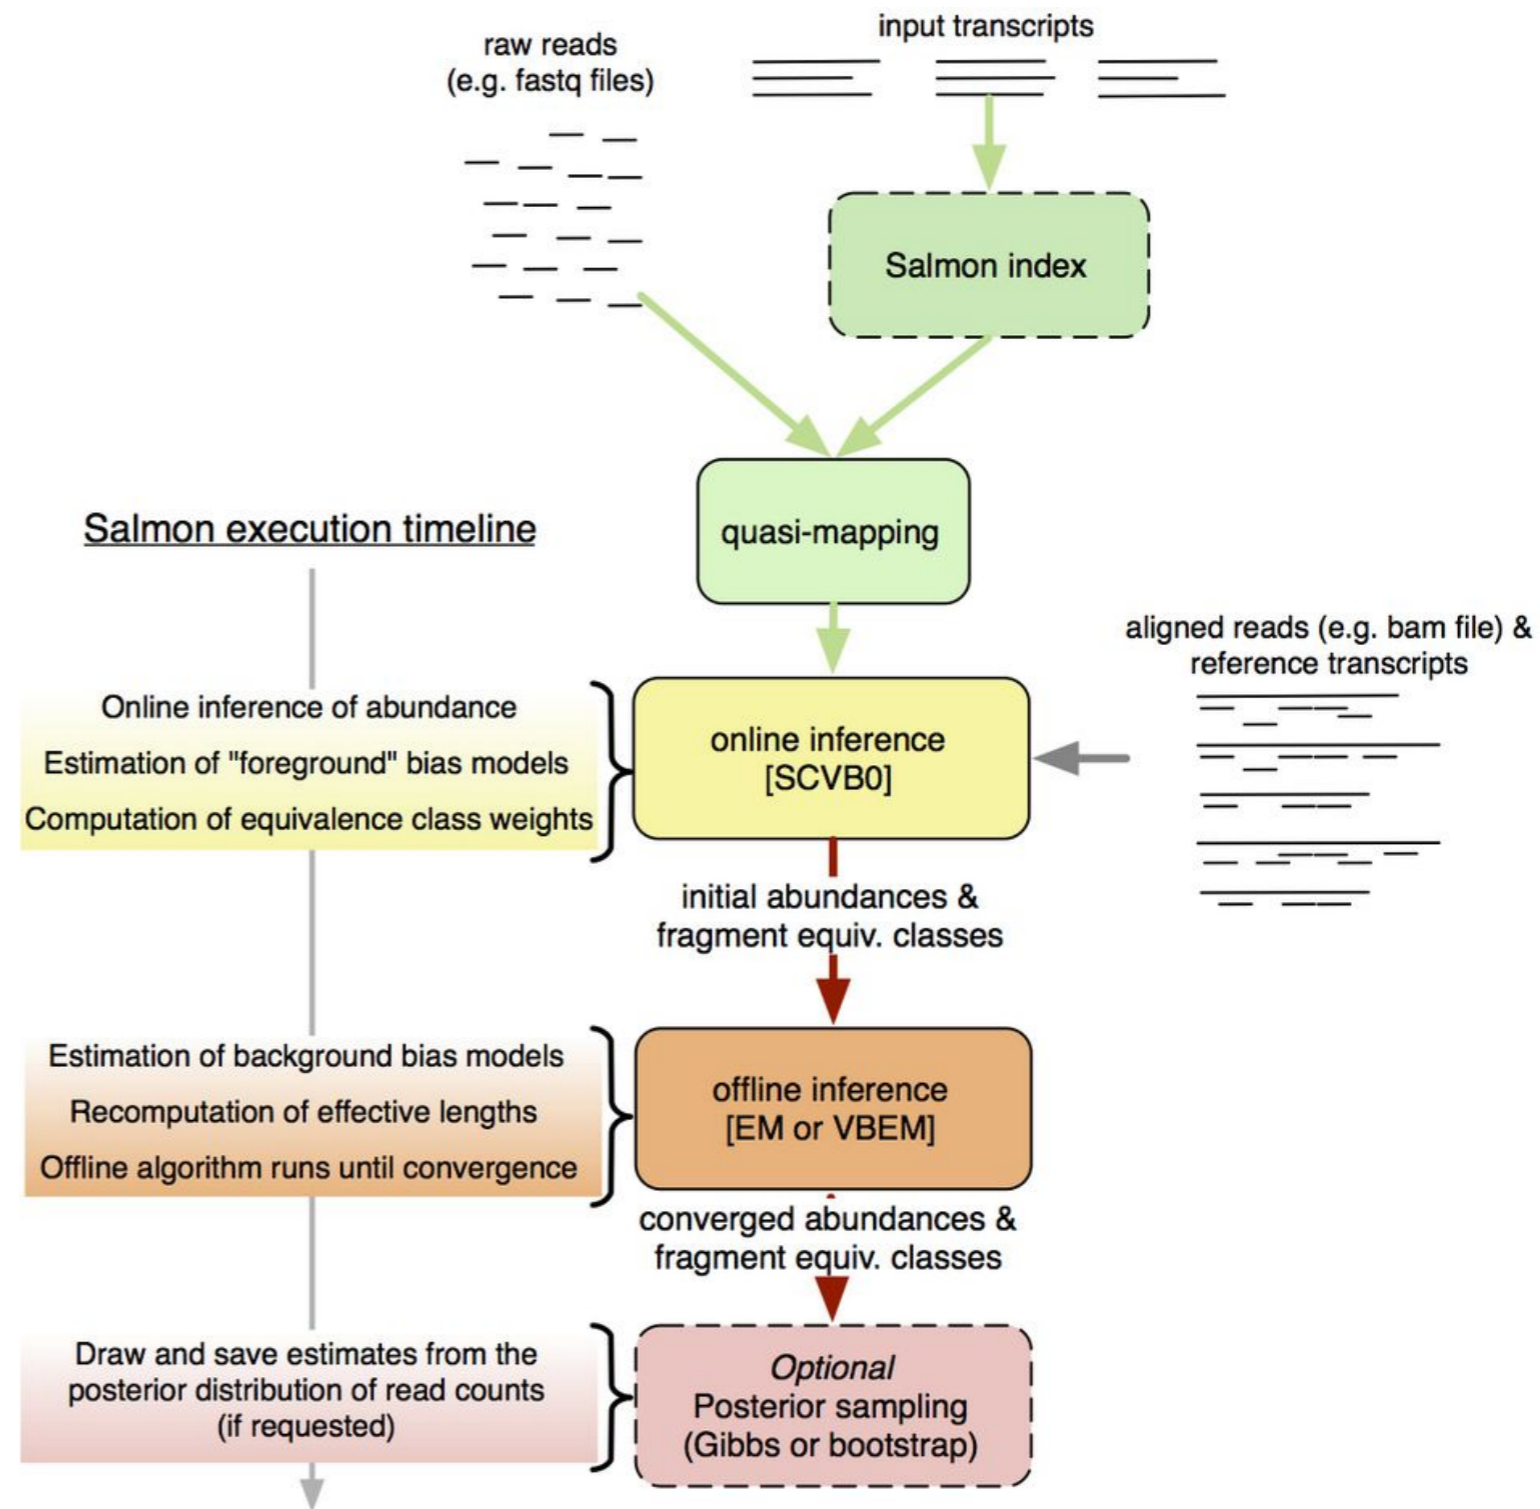 raw reads
(e.g. fastq files)
input transcripts
Salmon index
quasi-mapping
Salmon execution timeline
aligned reads (e.g. bam file) &
reference transcripts
Online inference of abundance
Estimation of "foreground" bias models
Computation of equivalence class weights
online inference
[SCVB0]
initial abundances &
fragment equiv. classes
Estimation of background bias models
Recomputation of effective lengths
Offline algorithm runs until convergence
offline inference
[EM or VBEM]
converged abundances &
fragment equiv. classes
Draw and save estimates from the
posterior distribution of read counts
(if requested)
Optional
Posterior sampling
(Gibbs or bootstrap)